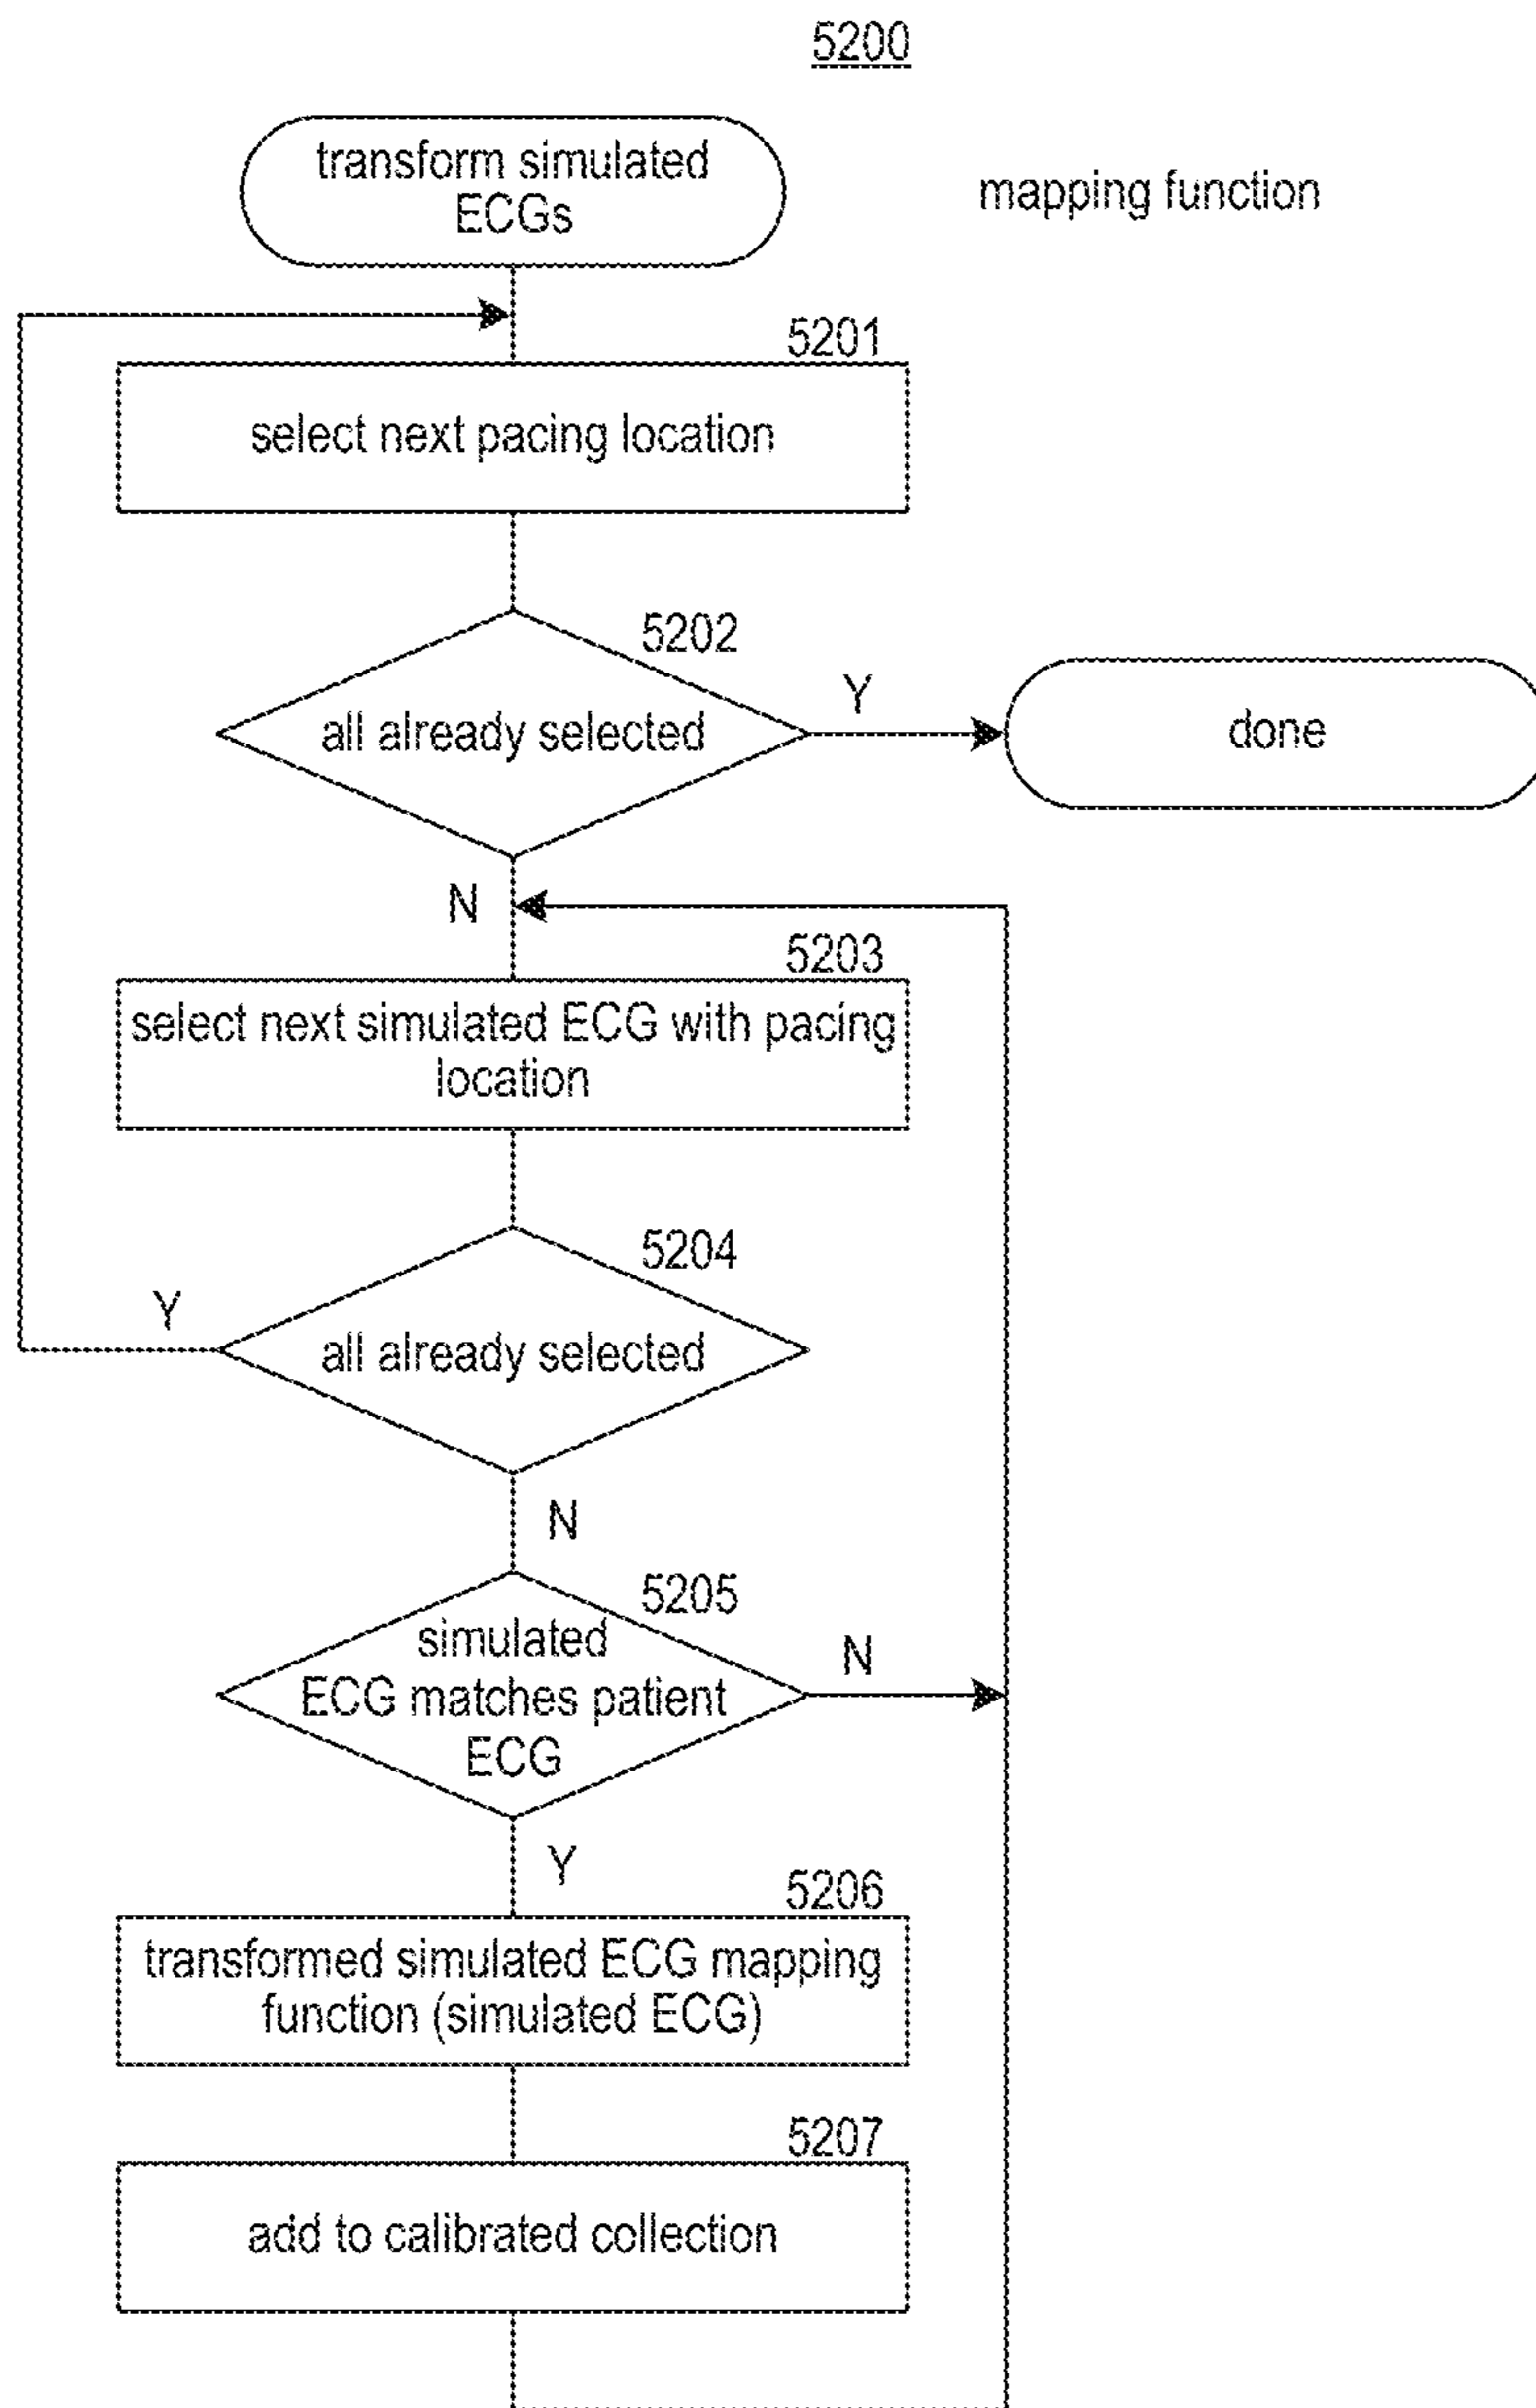 5200
transform simulated
ECGs
mapping function
5201
select next pacing location
5202
all already selected
Y
done
N
5203
select next simulated ECG with pacing
location
5204
Y
all already selected
N
5205
simulated
ECG matches patient
ECG
N
Y
5206
transformed simulated ECG mapping
function (simulated ECG)
5207
add to calibrated collection